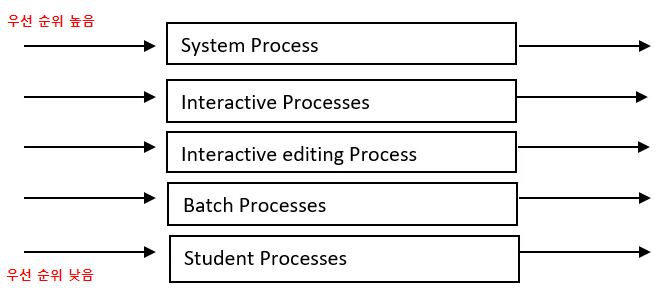 우선 순위 높음
System Process
Interactive Processes
Interactive editing Process
Batch Processes
Student Processes
우선 순위 낮음